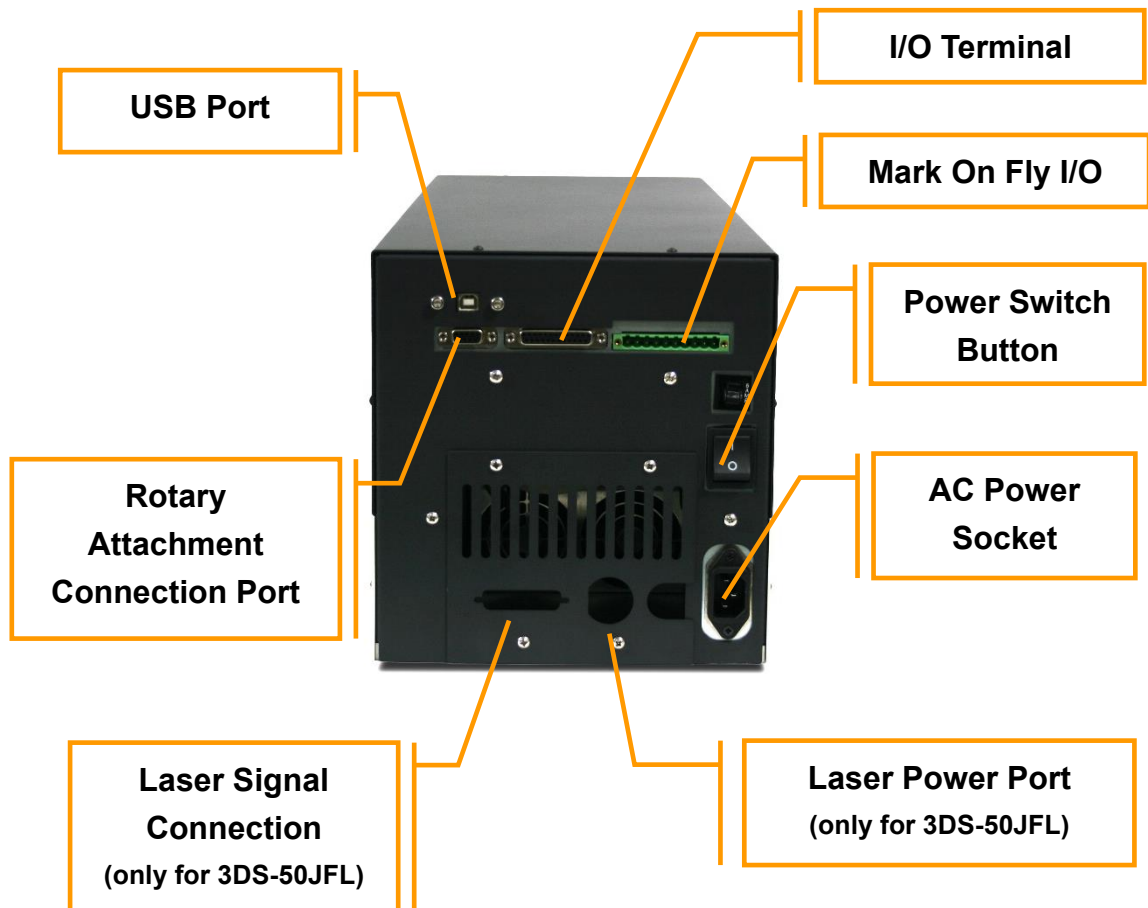 I/O Terminal
USB Port
Mark On Fly I/O
Power Switch
Button
Rotary
Attachment
Connection Port
AC Power
Socket
Laser Signal
Connection
(only for 3DS-50JFL)
Laser Power Port
(only for 3DS-50JFL)